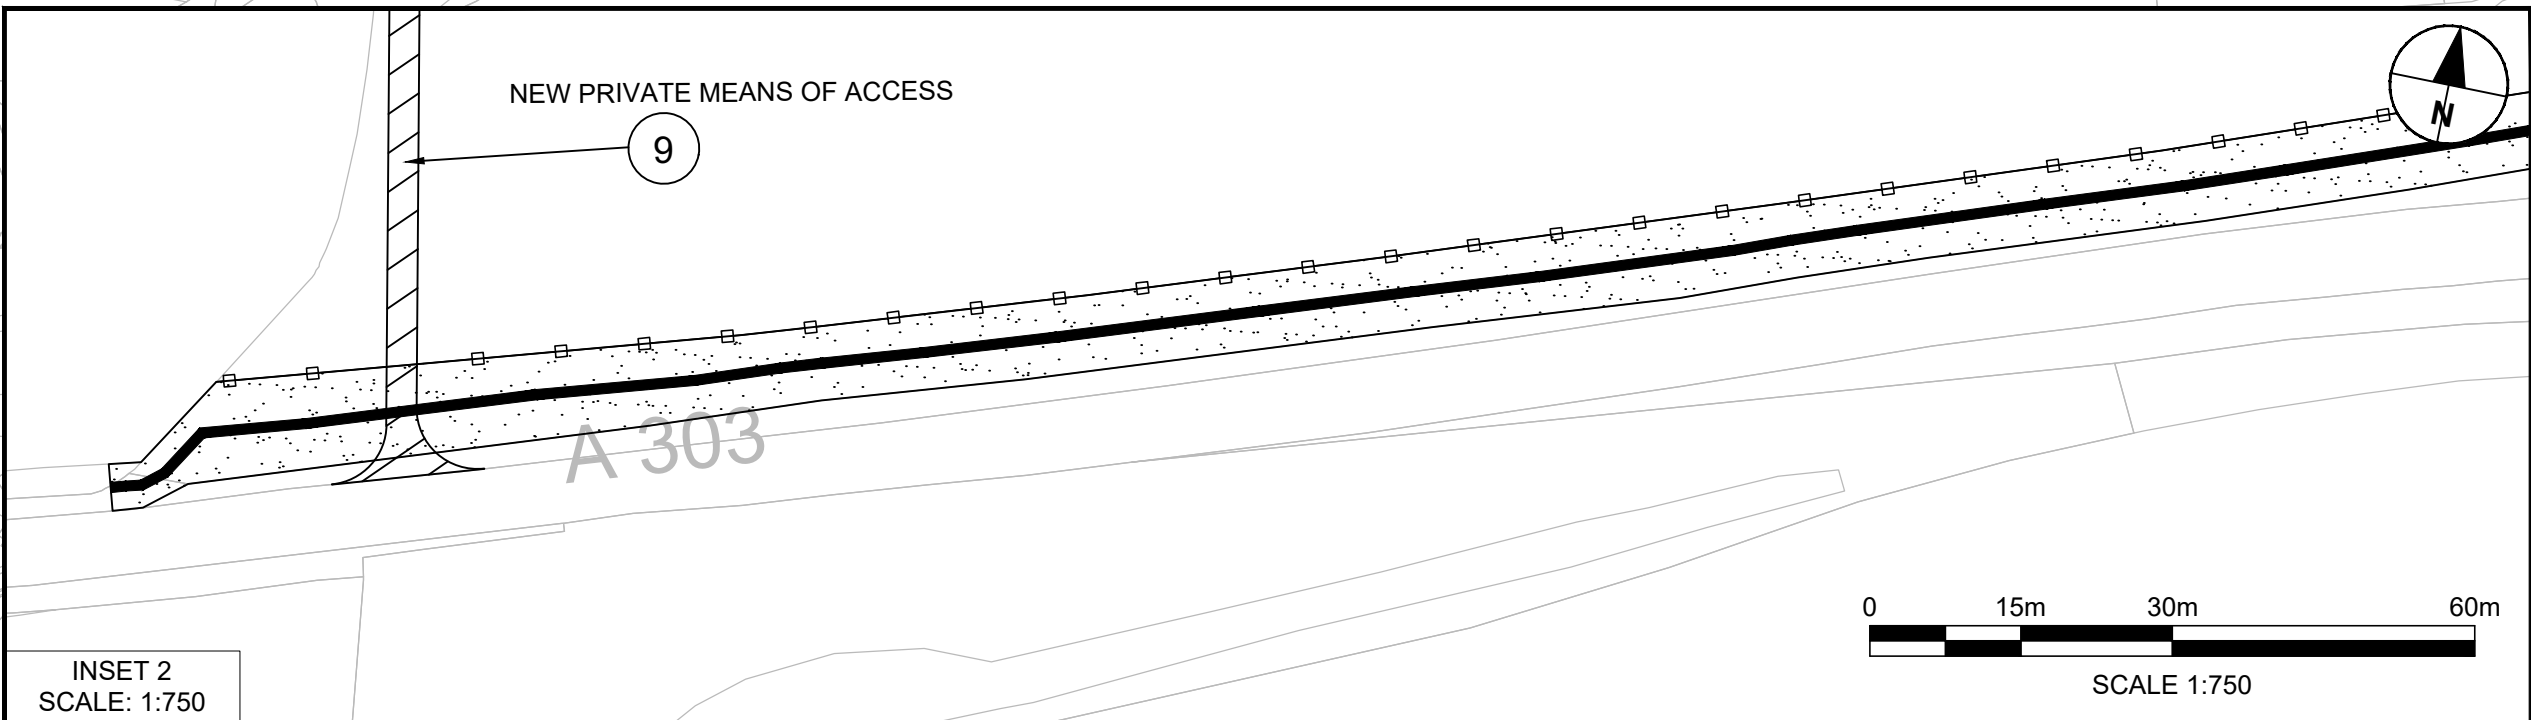 NEW PRIVATE MEANS OF ACCESS
9
N
A 303
0 15m 30m 60m
SCALE 1:750
INSET 2
SCALE: 1:750